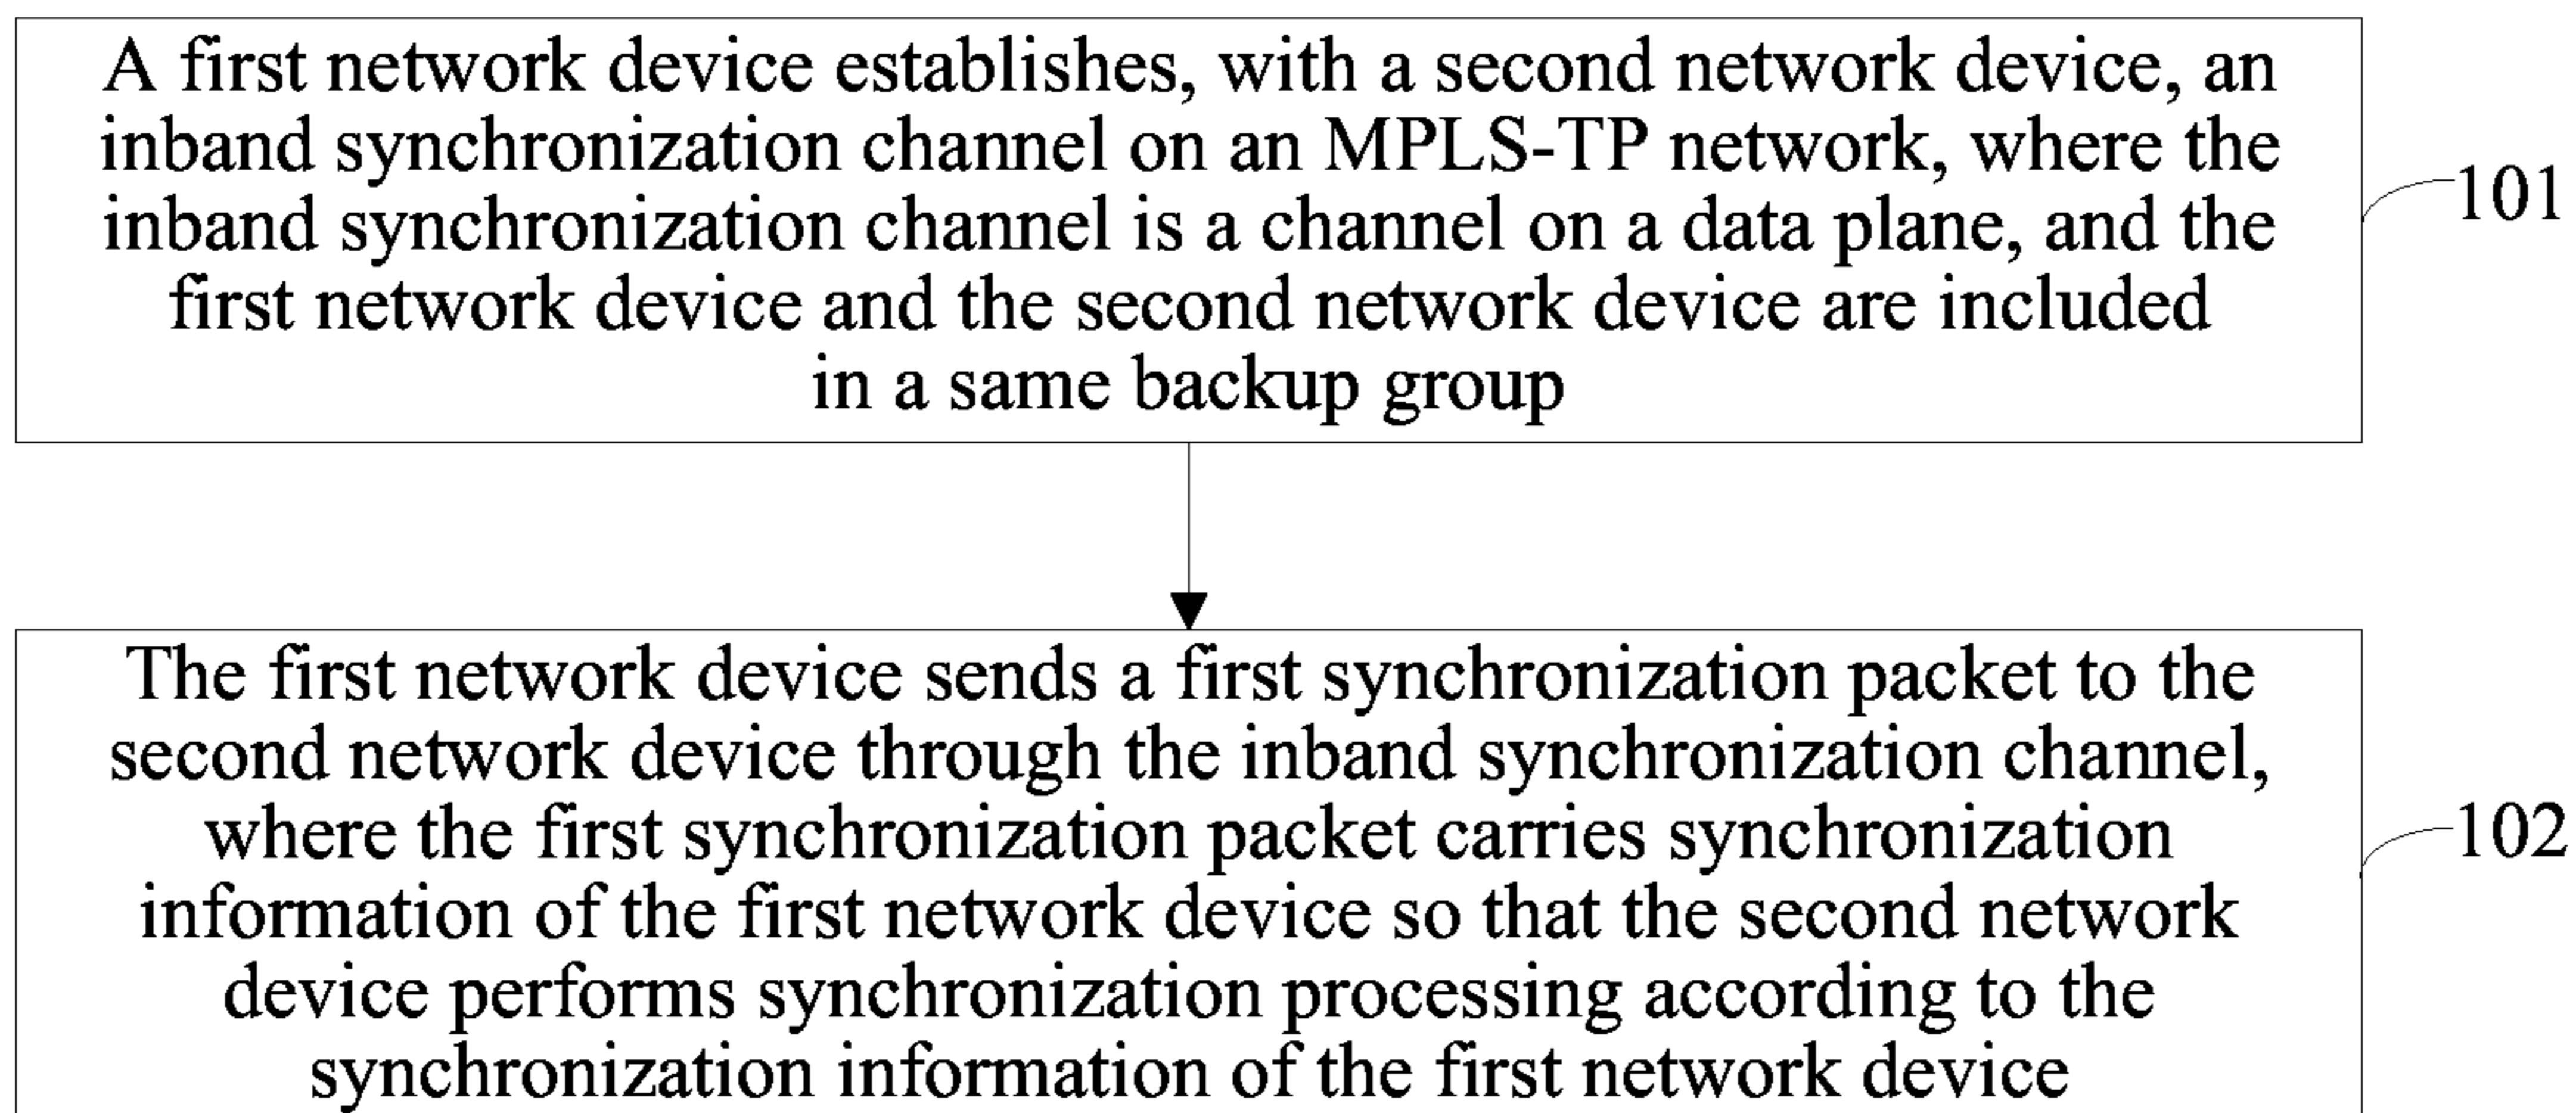 A first network device establishes, with a second network device, an
inband synchronization channel on an MPLS-TP network, where the
inband synchronization channel is a channel on a data plane, and the
first network device and the second network device are included
in a same backup group
101
The first network device sends a first synchronization packet to the
second network device through the inband synchronization channel,
where the first synchronization packet carries synchronization
information of the first network device so that the second network
device performs synchronization processing according to the
synchronization information of the first network device
102